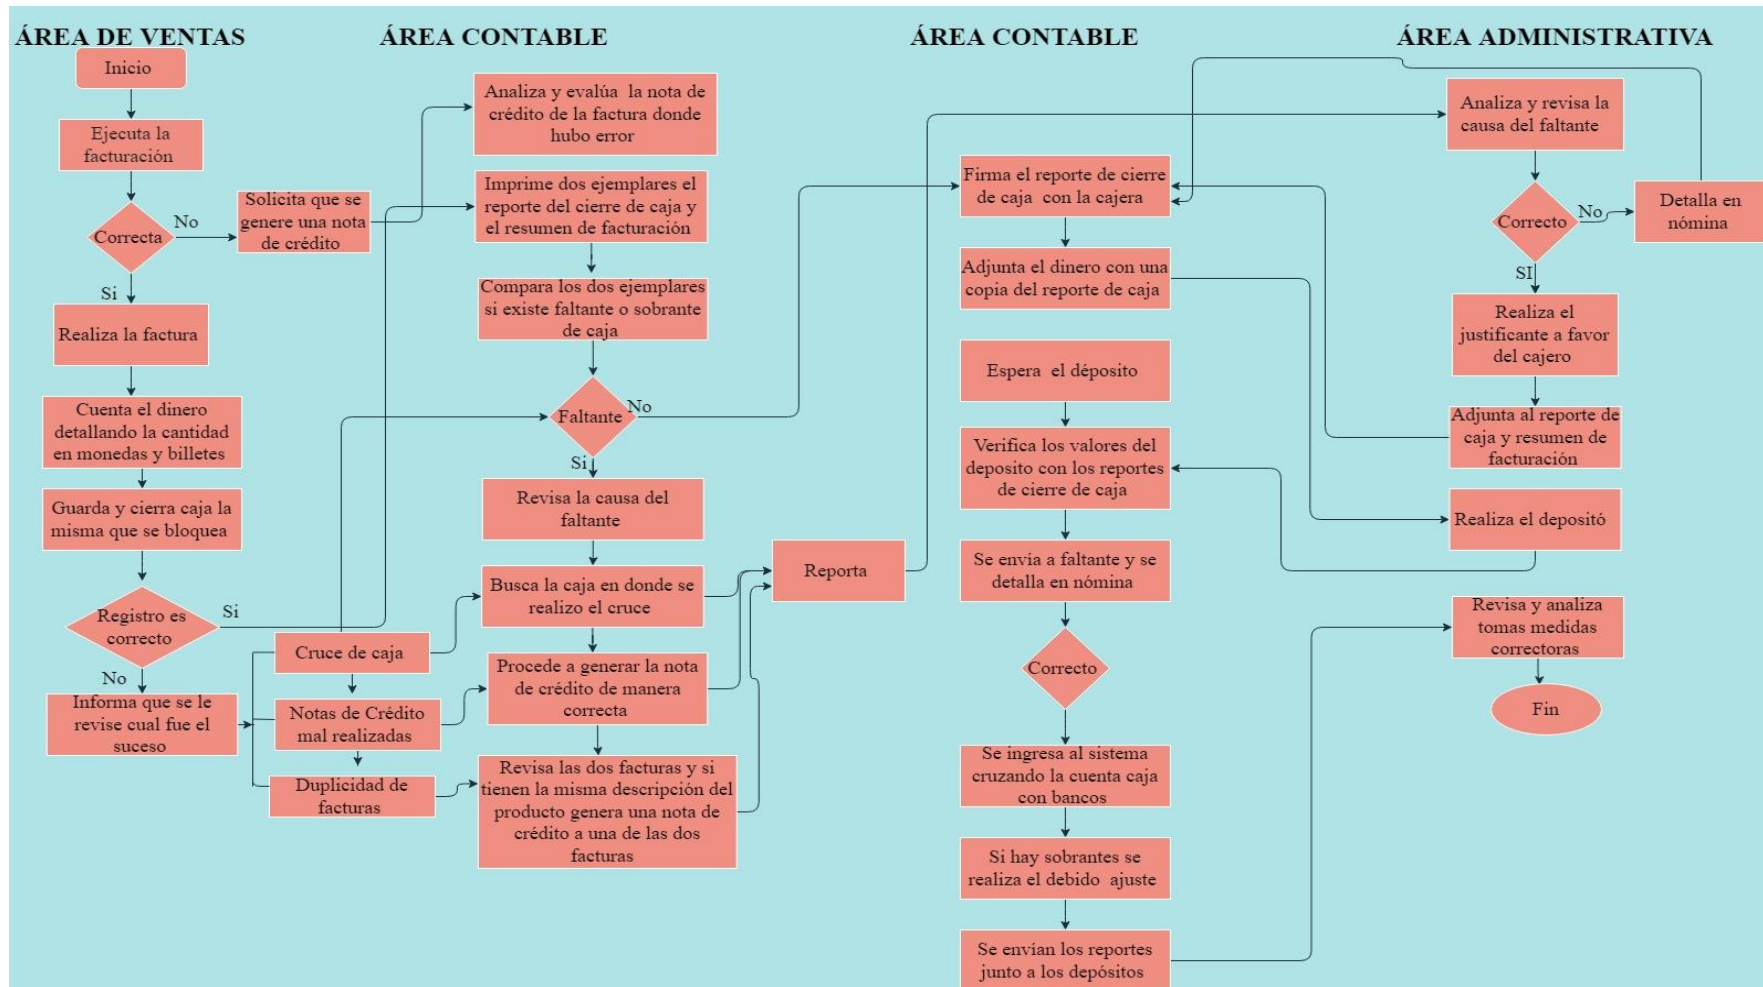 ÁREA DE VENTAS
Inicio
Ejecuta la
facturación
Correcta
No
Si
Solicita que se
genere una nota
de crédito
Realiza la factura
Cuenta el dinero
detallando la cantidad
en monedas y billetes
Guarda y cierra caja la
misma que se bloquea
Registro es
correcto
Si
No
Informa que se le
revise cual fue el
suceso
Cruce de caja
Notas de Crédito
mal realizadas
Duplicidad de
facturas
ÁREA CONTABLE
Analiza y evalúa la nota de
crédito de la factura donde
hubo error
Imprime dos ejemplares el
reporte del cierre de caja y
el resumen de facturación
Compara los dos ejemplares
si existe faltante o sobrante
de caja
Faltante
No
Si
Revisa la causa del
faltante
Busca la caja en donde se
realizo el cruce
Procede a generar la nota
de crédito de manera
correcta
Revisa las dos facturas y si
tienen la misma descripción del
producto genera una nota de
crédito a una de las dos
facturas
Reporta
ÁREA CONTABLE
Firma el reporte de cierre
de caja con la cajera
Adjunta el dinero con una
copia del reporte de caja
Espera el déposito
Verifica los valores del
deposito con los reportes
de cierre de caja
Se envía a faltante y se
detalla en nómina
Correcto
Se ingresa al sistema
cruzando la cuenta caja
con bancos
Si hay sobrantes se
realiza el debido ajuste
Se envían los reportes
junto a los depósitos
ÁREA ADMINISTRATIVA
Analiza y revisa la
causa del faltante
Correcto
No
Detalla en
nómina
SI
Realiza el
justificante a favor
del cajero
Adjunta al reporte de
caja y resumen de
facturación
Realiza el depositó
Revisa y analiza
tomas medidas
correctoras
Fin